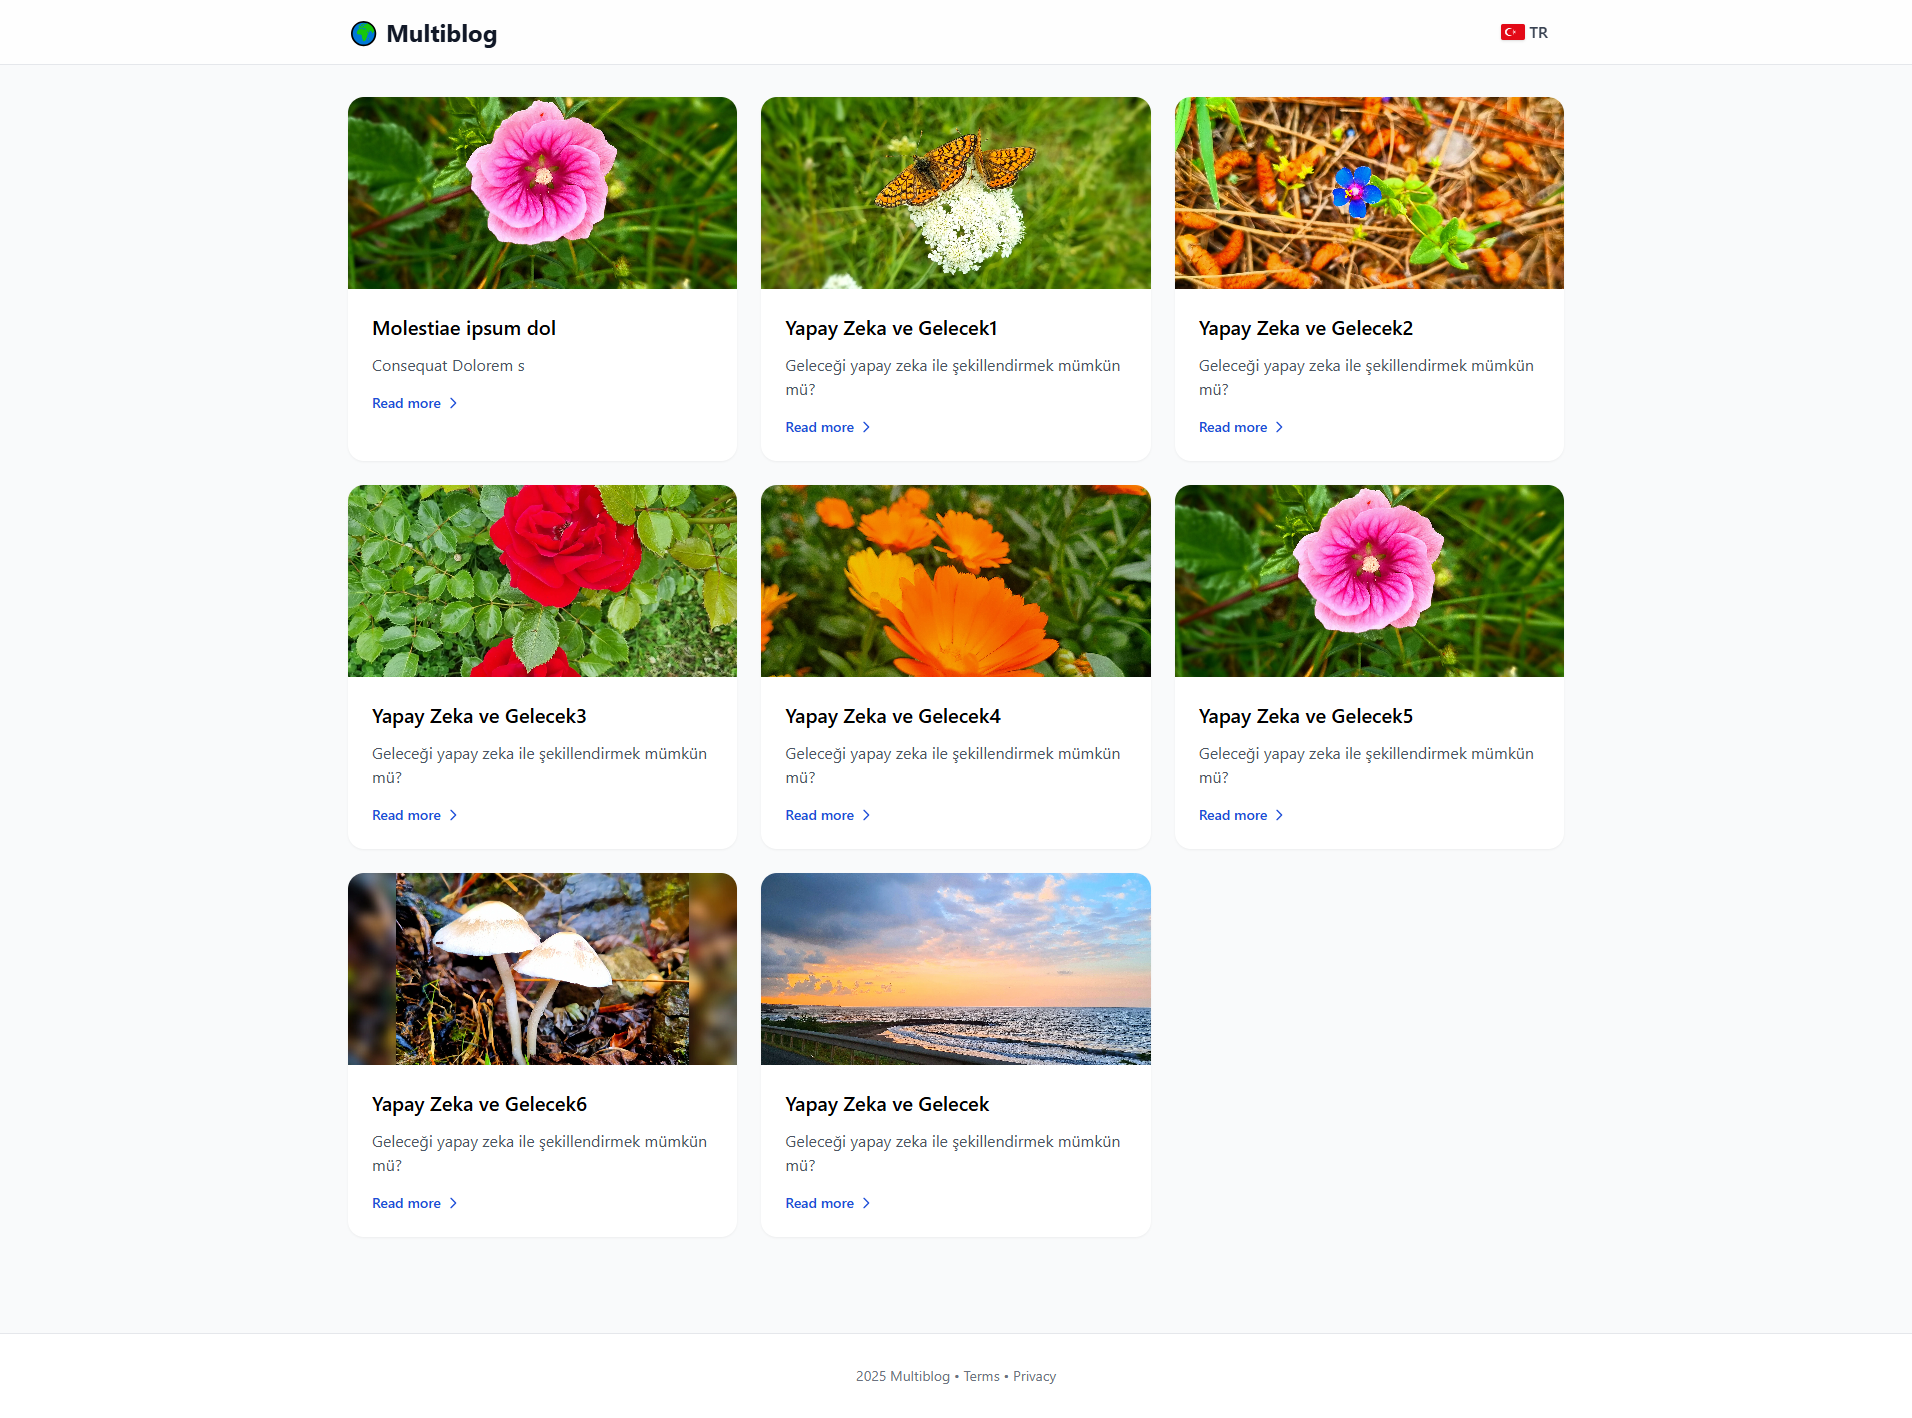 Multiblog
TR
Molestiae ipsum dol
Consequat Dolorem s
Read more
Yapay Zeka ve Gelecek1
Geleceği yapay zeka ile şekillendirmek mümkün
mü?
Read more
Yapay Zeka ve Gelecek2
Geleceği yapay zeka ile şekillendirmek mümkün
mü?
Read more
Yapay Zeka ve Gelecek3
Geleceği yapay zeka ile şekillendirmek mümkün
mü?
Read more
Yapay Zeka ve Gelecek4
Geleceği yapay zeka ile şekillendirmek mümkün
mü?
Read more
Yapay Zeka ve Gelecek5
Geleceği yapay zeka ile şekillendirmek mümkün
mü?
Read more
Yapay Zeka ve Gelecek6
Geleceği yapay zeka ile şekillendirmek mümkün
mü?
Read more
Yapay Zeka ve Gelecek
Geleceği yapay zeka ile şekillendirmek mümkün
mü?
Read more
2025 Multiblog • Terms • Privacy